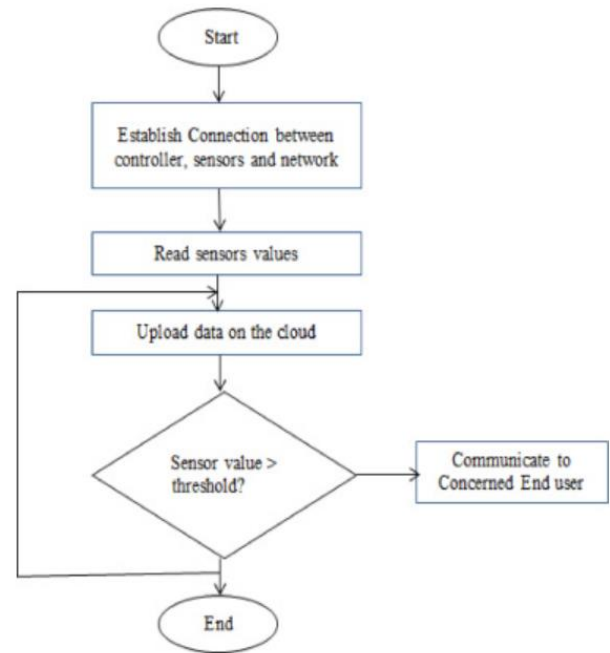 Start
Establish Connection between
controller, sensors and network
Read sensors values
Upload data on the cloud
Sensor value >
threshold?
Communicate to
Concerned End user
End